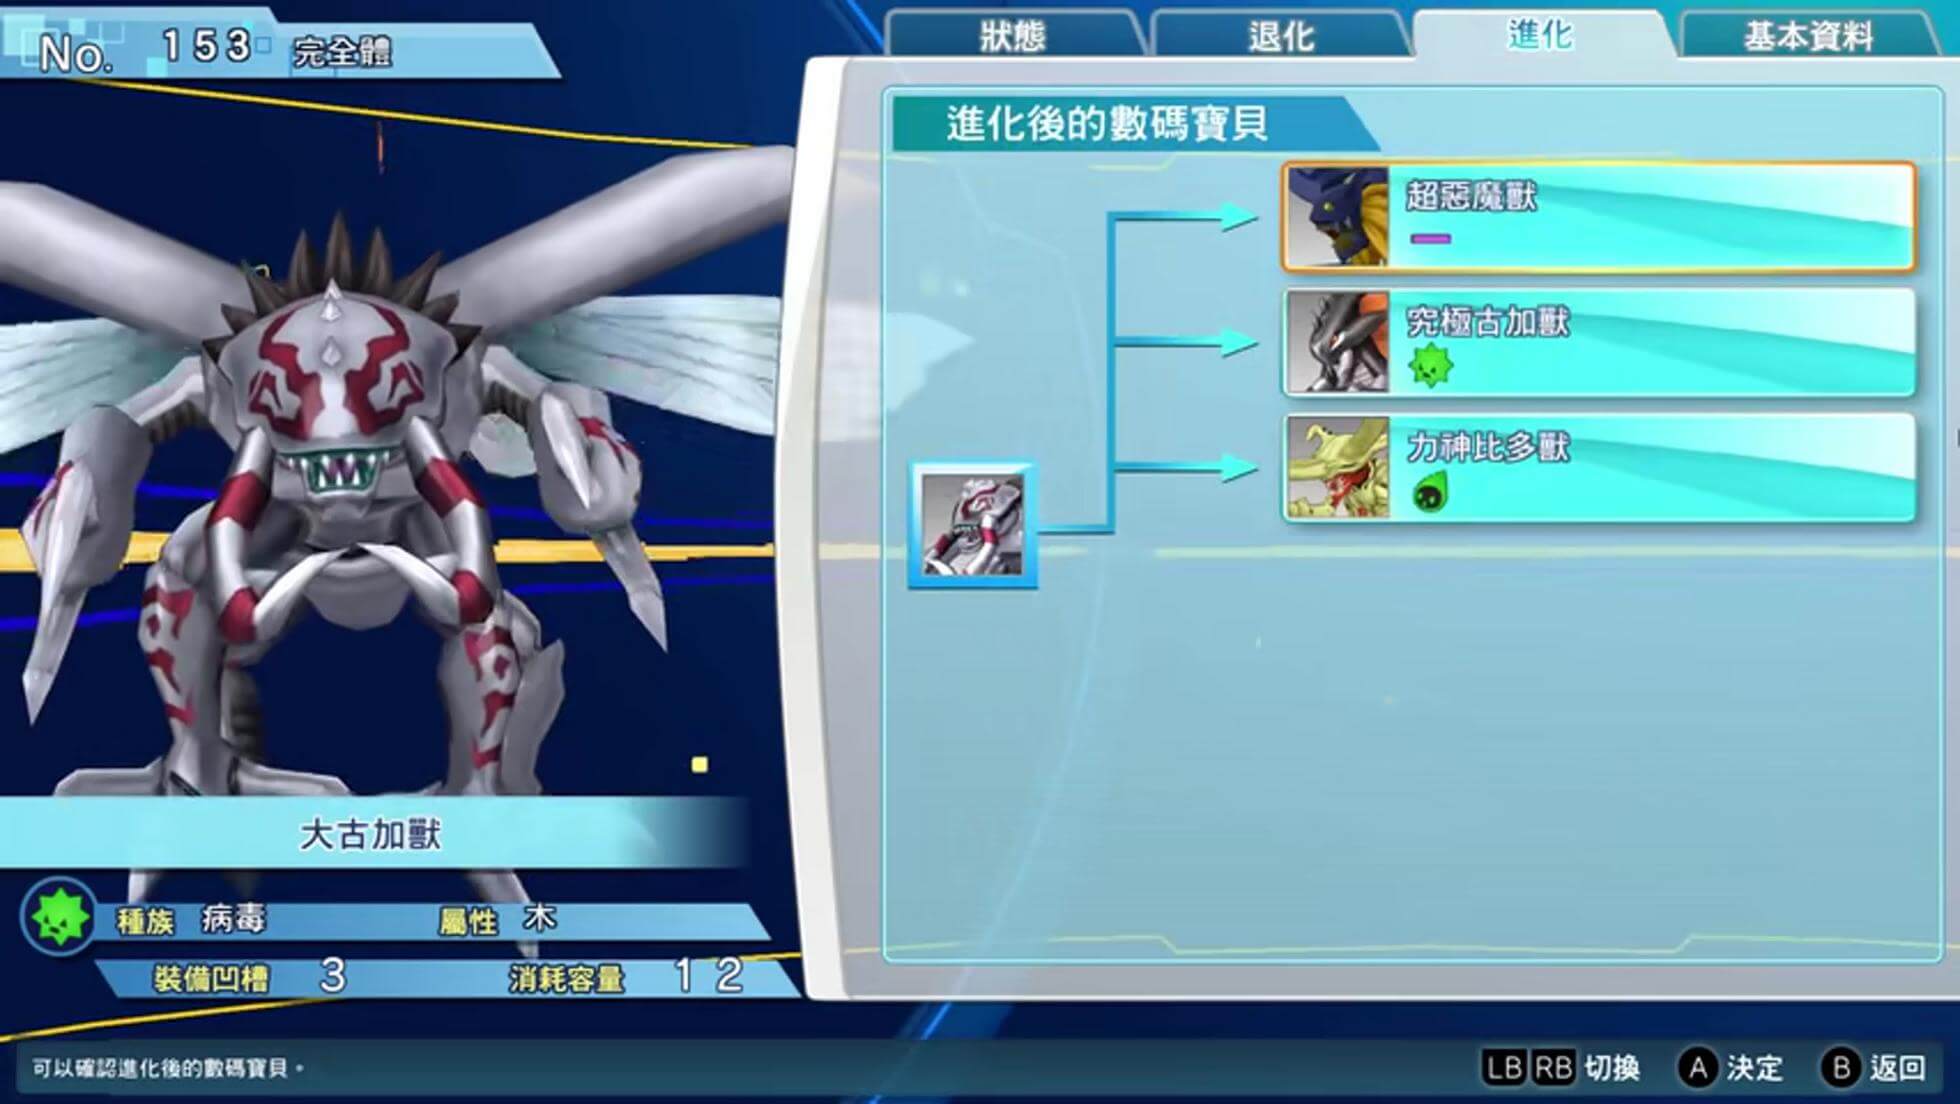 No. 153 完全體
狀態 退化 進化 基本資料
進化後的數碼寶貝
超惡魔獸
究極古加獸
力神比多獸
大古加獸
種族 病毒 屬性 木
裝備凹槽 3 消耗容量 12
可以確認進化後的數碼寶貝。
LB RB 切換 A 決定 B 返回